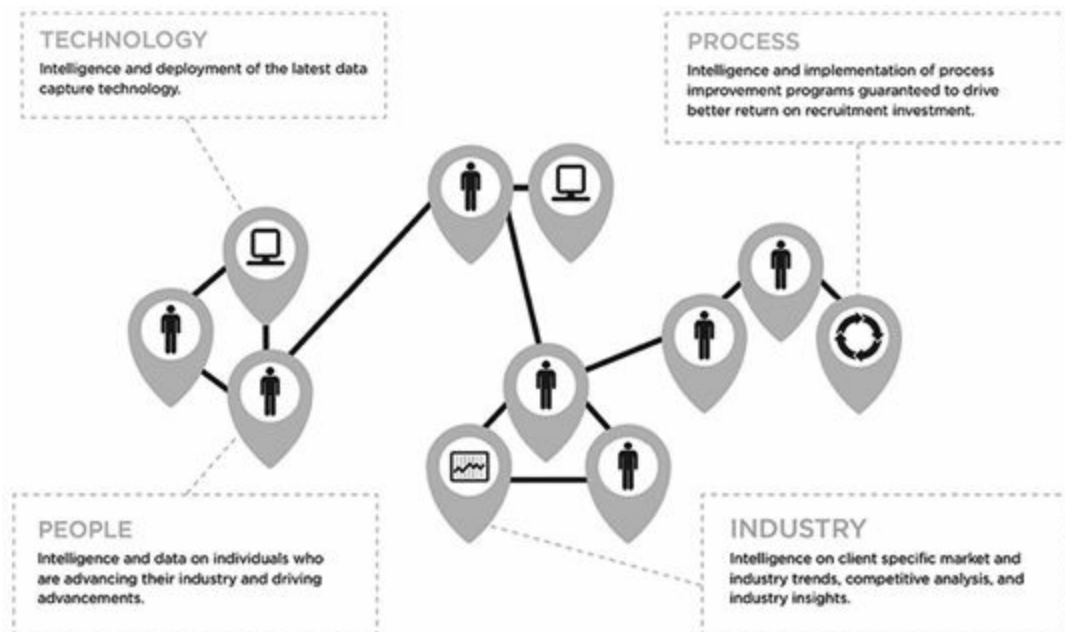 TECHNOLOGY
Intelligence and deployment of the latest data
capture technology.
PROCESS
Intelligence and implementation of process
improvement programs guaranteed to drive
better return on recruitment investment.
PEOPLE
Intelligence and data on individuals who
are advancing their industry and driving
advancements.
INDUSTRY
Intelligence on client specific market and
industry trends, competitive analysis, and
industry insights.